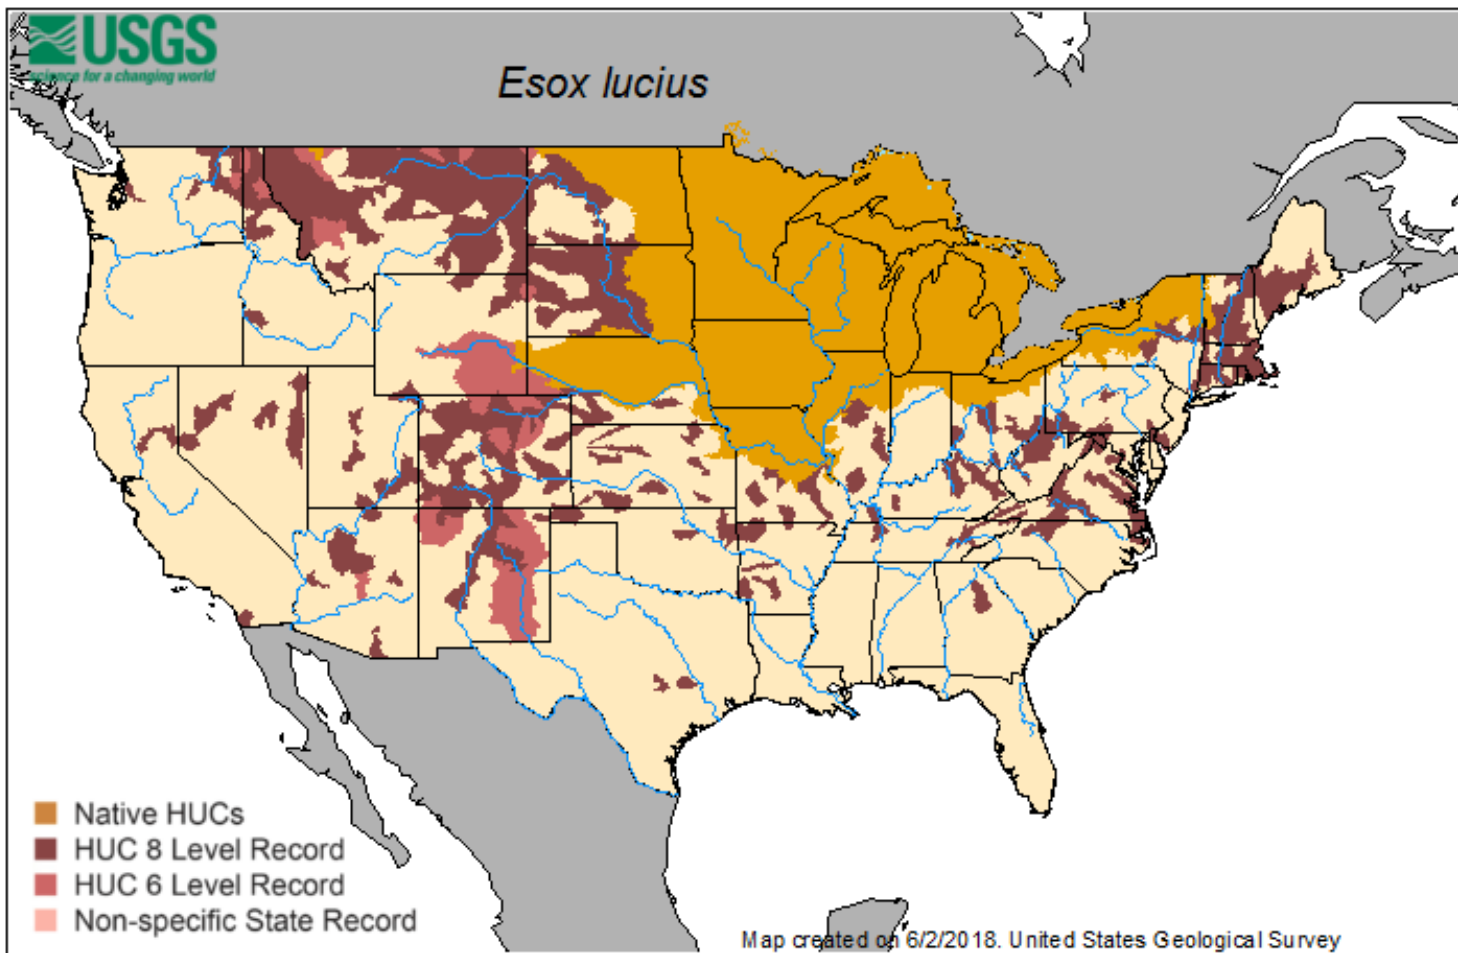 USGS
science for a changing world
Esox lucius
Native HUCs
HUC 8 Level Record
HUC 6 Level Record
Non-specific State Record
Map created on 6/2/2018. United States Geological Survey